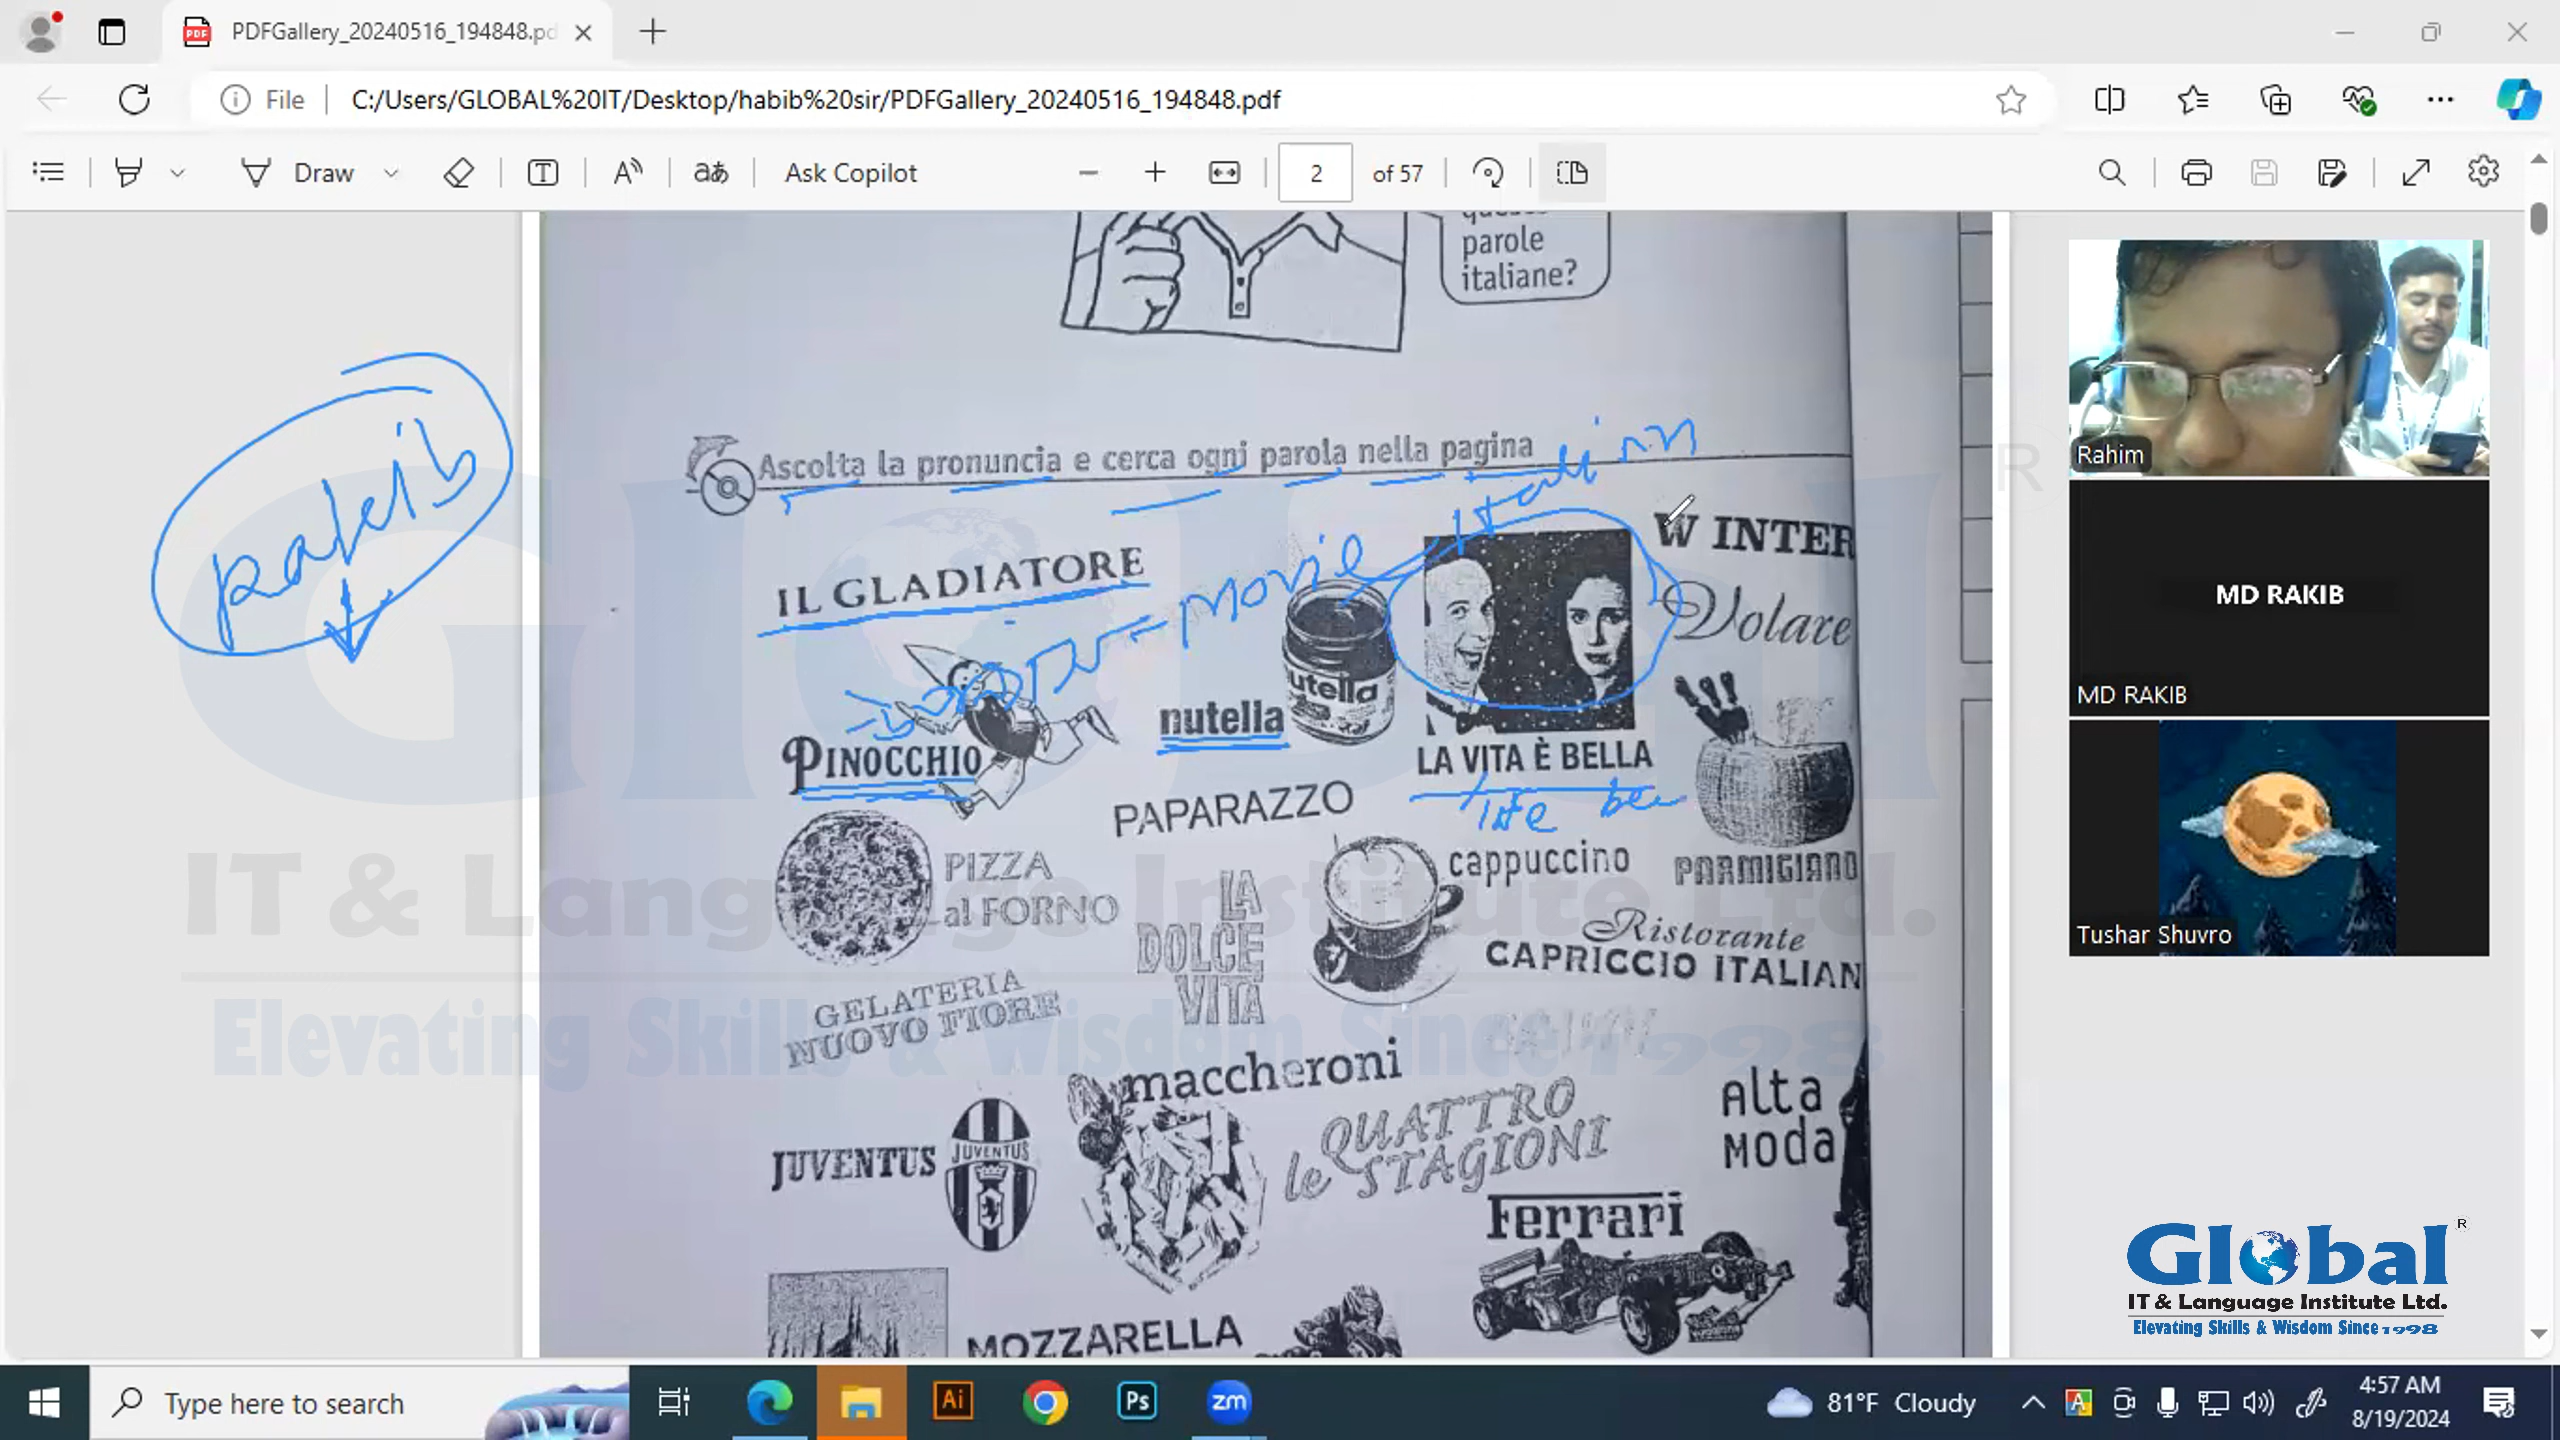 PDFGallery_20240516_194848.pd
File
C:/Users/GLOBAL%20IT/Desktop/habib%20sir/PDFGallery_20240516_194848.pdf
Draw
Ask Copilot
2 of 57
parole
italiane?
Ascolta la pronuncia e cerca ogni parola nella pagina
IL GLADIATORE
Movie
W INTER
Volare
PINOCCHIO
nutella
LA VITA È BELLA
life
PAPARAZZO
PIZZA
al FORNO
LA
DOLCE
VITA
cappuccino
PARMIGIANO
Ristorante
CAPRICCIO ITALIAN
GELATERIA
NUOVO FIORE
maccheroni
JUVENTUS
JUVENTUS
le QUATTRO
STAGIONI
ALTA
MODA
Ferrari
MOZZARELLA
Rahim
MD RAKIB
MD RAKIB
Tushar Shuvro
R
IT & Language Institute Ltd.
Elevating Skills & Wisdom Since 1998
Global R
IT & Language Institute Ltd.
Elevating Skills & Wisdom Since 1998
Type here to search
Ai
Ps
zm
81°F Cloudy
4:57 AM
8/19/2024